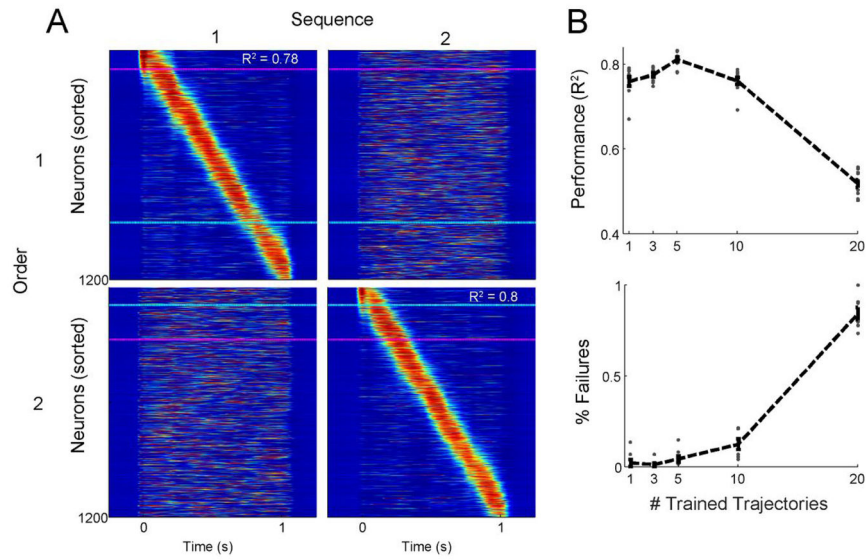 A
Sequence
1
2
Order
1
Neurons (sorted)
1200
R² = 0.78
2
Neurons (sorted)
1200
R² = 0.8
0
1
Time (s)
0
1
Time (s)
B
Performance (R²)
0.8
0.6
0.4
1
3
5
10
20
% Failures
1
0.5
0
1
3
5
10
20
# Trained Trajectories